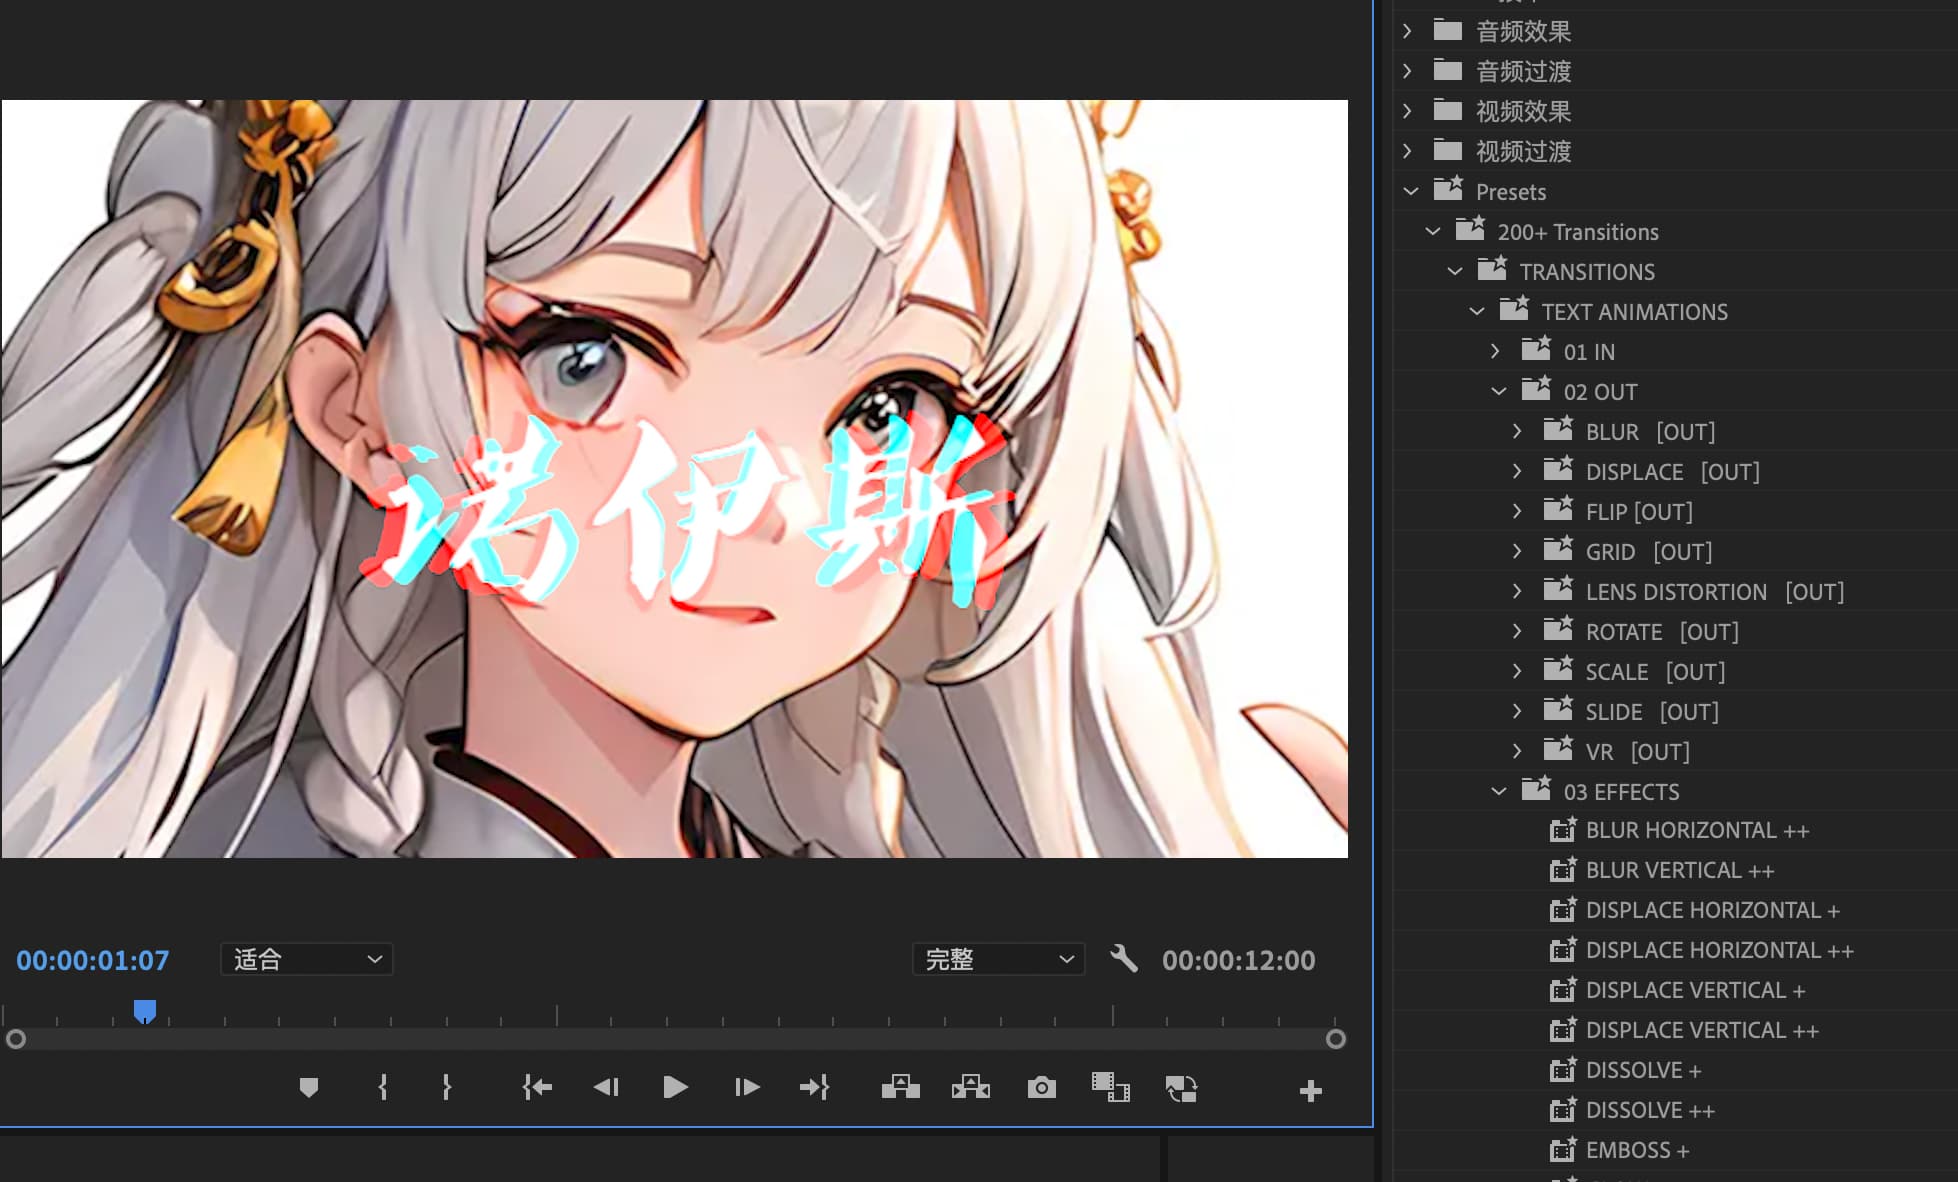 诺伊斯
00:00:01:07
适合
完整
00:00:12:00
音频效果
音频过渡
视频效果
视频过渡
Presets
200+ Transitions
TRANSITIONS
TEXT ANIMATIONS
01 IN
02 OUT
BLUR [OUT]
DISPLACE [OUT]
FLIP [OUT]
GRID [OUT]
LENS DISTORTION [OUT]
ROTATE [OUT]
SCALE [OUT]
SLIDE [OUT]
VR [OUT]
03 EFFECTS
BLUR HORIZONTAL ++
BLUR VERTICAL ++
DISPLACE HORIZONTAL +
DISPLACE HORIZONTAL ++
DISPLACE VERTICAL +
DISPLACE VERTICAL ++
DISSOLVE +
DISSOLVE ++
EMBOSS +